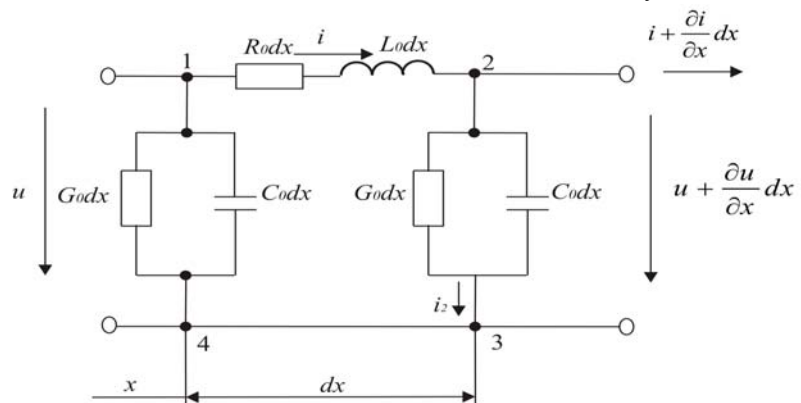 R₀dx i L₀dx
i + ∂i/∂x dx
1 2
u G₀dx C₀dx G₀dx C₀dx u + ∂u/∂x dx
i₂
4 3
x dx